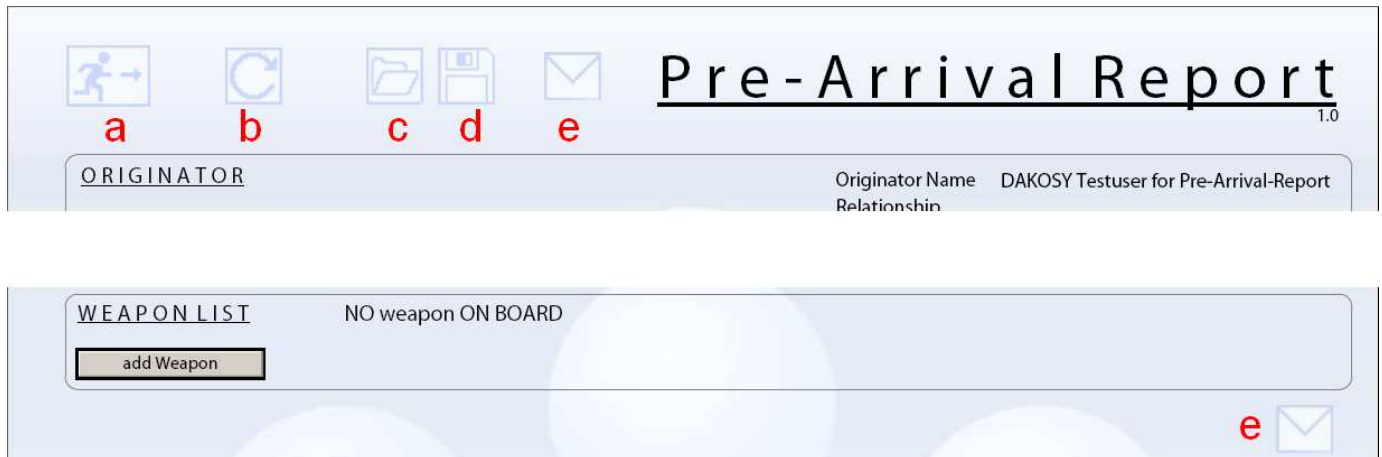 Pre-Arrival Report
1.0
a b c d e
ORIGINATOR
Originator Name DAKOSY Testuser for Pre-Arrival-Report
Relationship
WEAPON LIST NO weapon ON BOARD
add Weapon
e